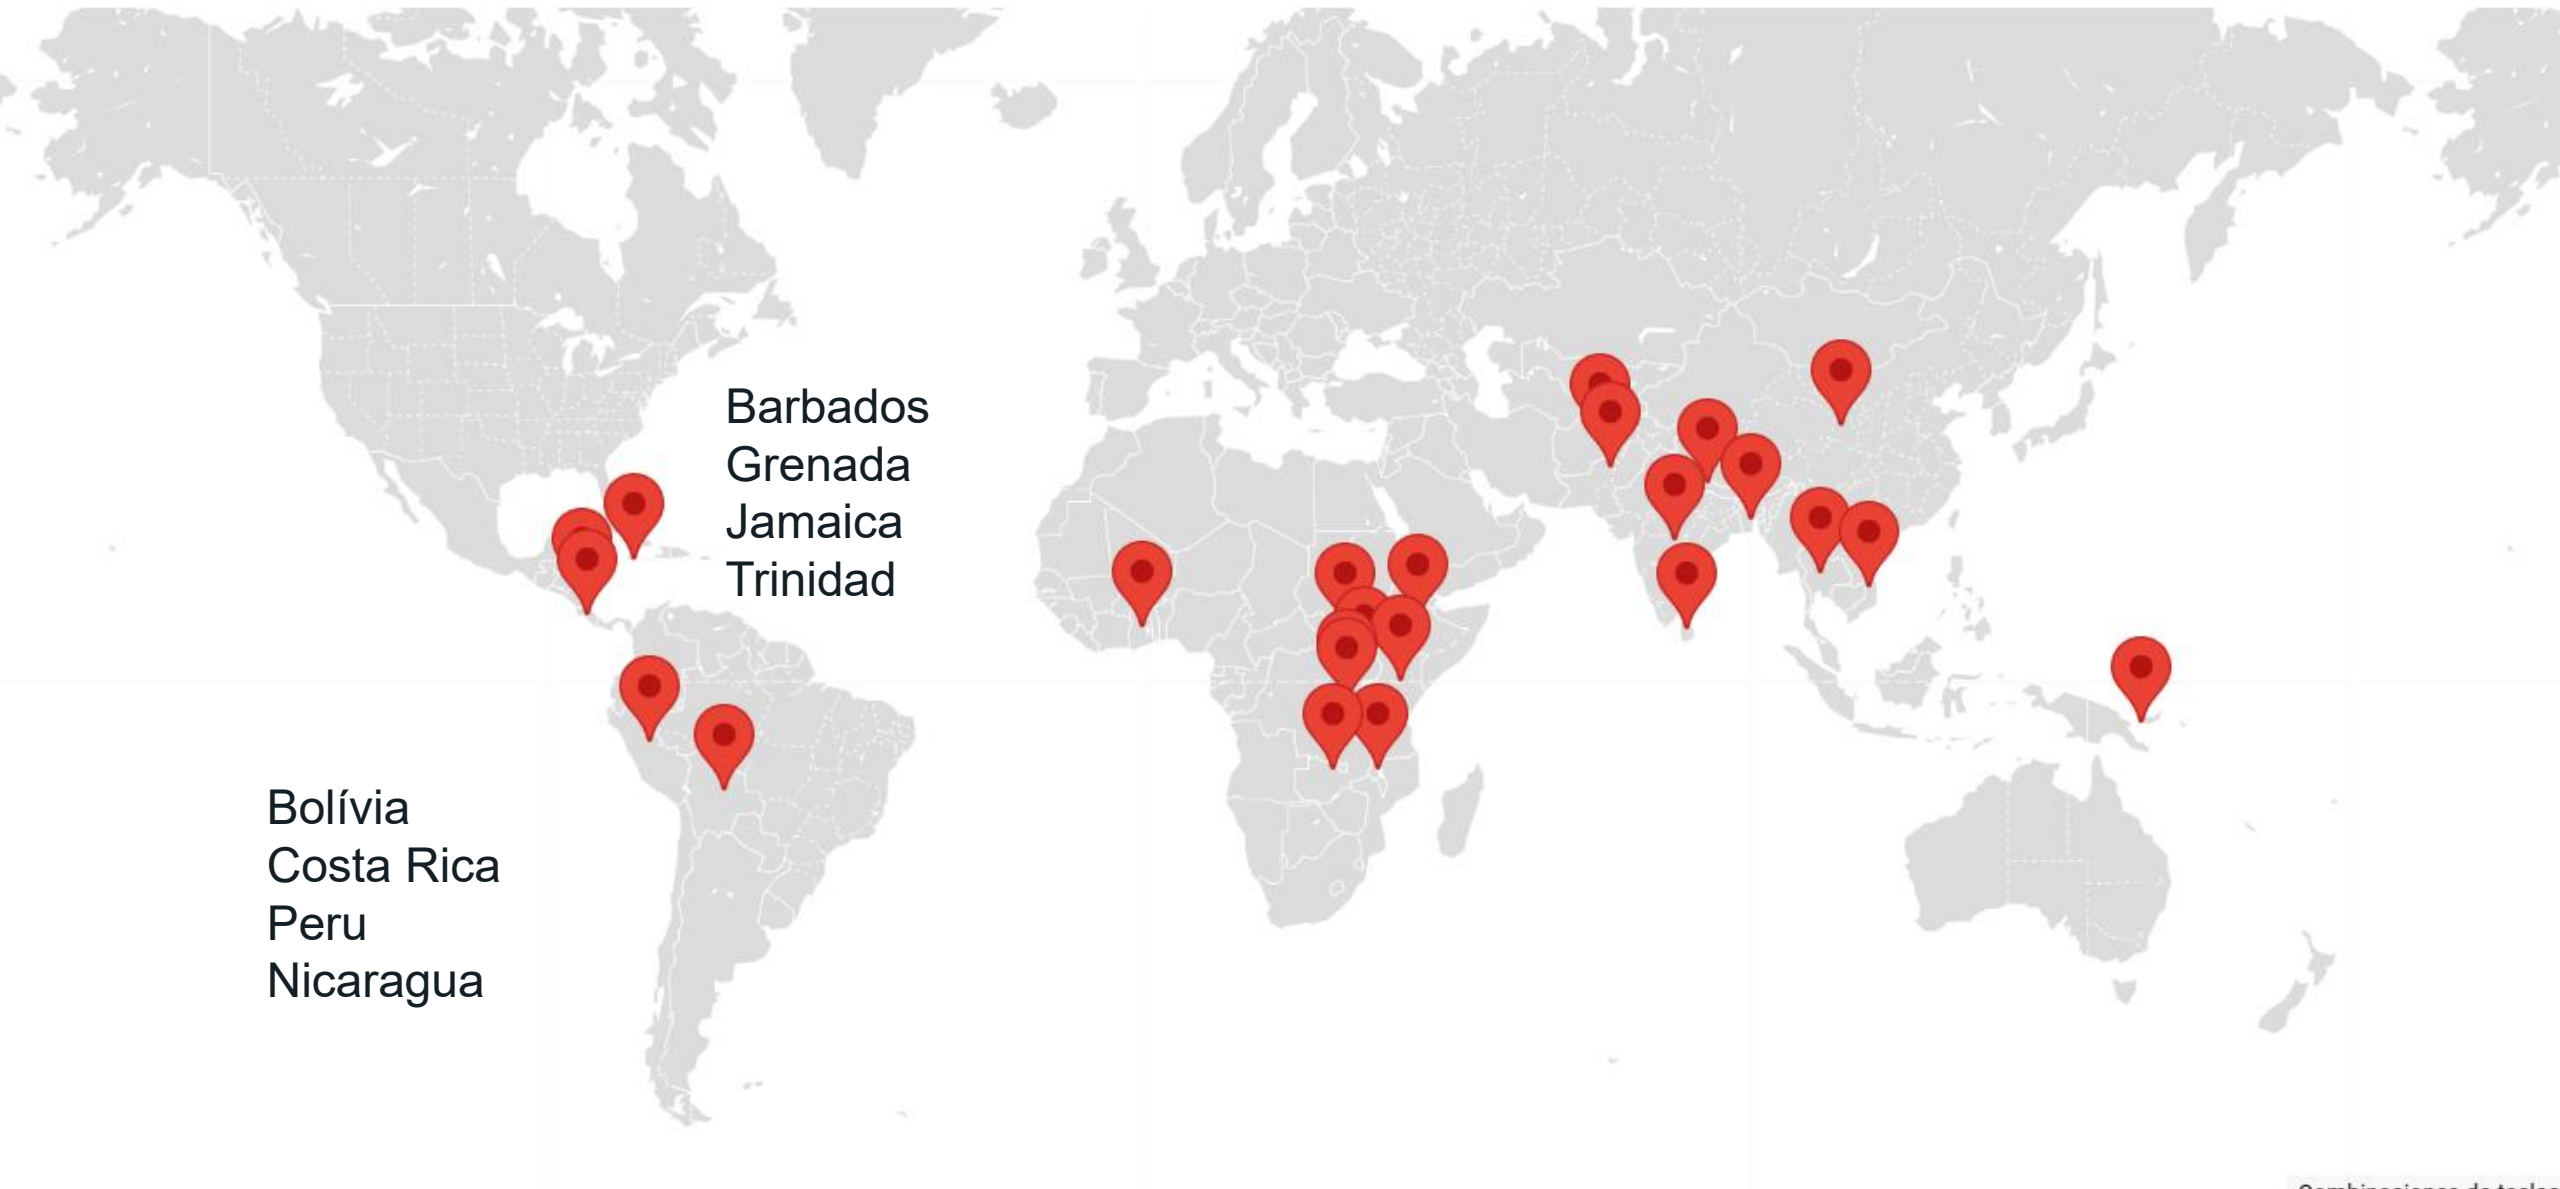 Barbados
Grenada
Jamaica
Trinidad
Bolívia
Costa Rica
Peru
Nicaragua